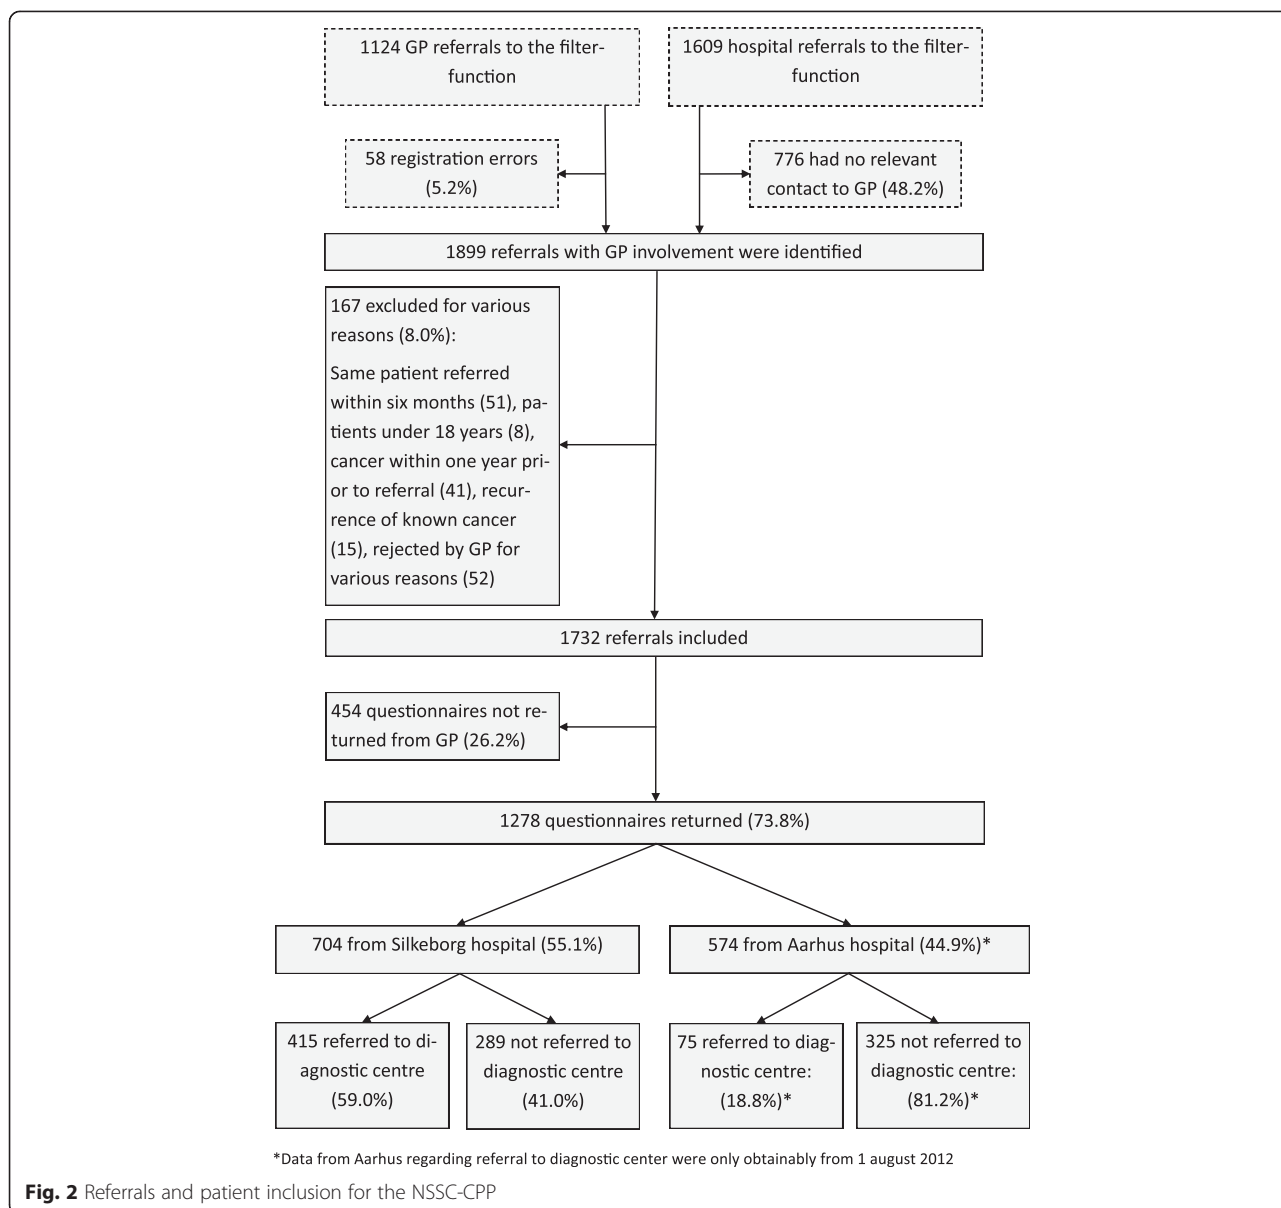 1124 GP referrals to the filter-
function
1609 hospital referrals to the filter-
function
58 registration errors
(5.2%)
776 had no relevant
contact to GP (48.2%)
1899 referrals with GP involvement were identified
167 excluded for various
reasons (8.0%):
Same patient referred
within six months (51), pa-
tients under 18 years (8),
cancer within one year pri-
or to referral (41), recur-
rence of known cancer
(15), rejected by GP for
various reasons (52)
1732 referrals included
454 questionnaires not re-
turned from GP (26.2%)
1278 questionnaires returned (73.8%)
704 from Silkeborg hospital (55.1%)
574 from Aarhus hospital (44.9%)*
415 referred to di-
agnostic centre
(59.0%)
289 not referred to
diagnostic centre
(41.0%)
75 referred to diag-
nostic centre:
(18.8%)*
325 not referred to
diagnostic centre:
(81.2%)*
*Data from Aarhus regarding referral to diagnostic center were only obtainably from 1 august 2012
Fig. 2 Referrals and patient inclusion for the NSSC-CPP